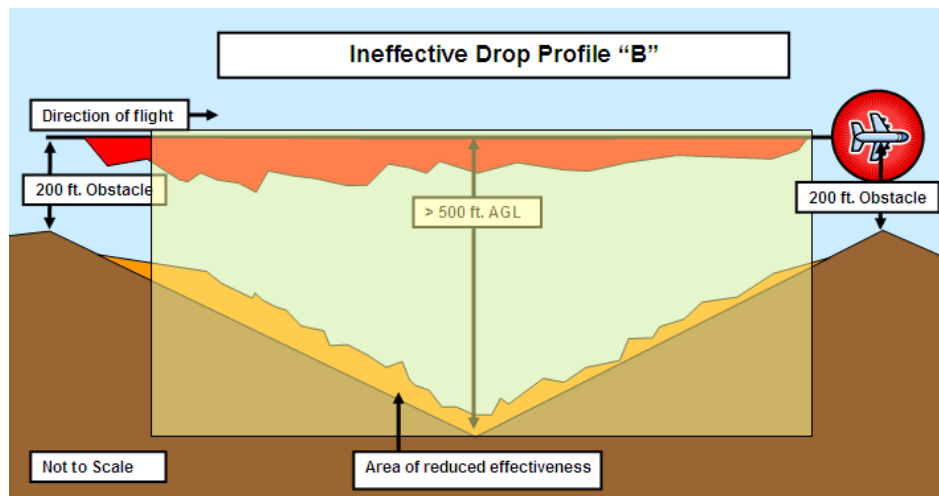 Ineffective Drop Profile “B”
Direction of flight
200 ft. Obstacle
> 500 ft. AGL
200 ft. Obstacle
Not to Scale
Area of reduced effectiveness